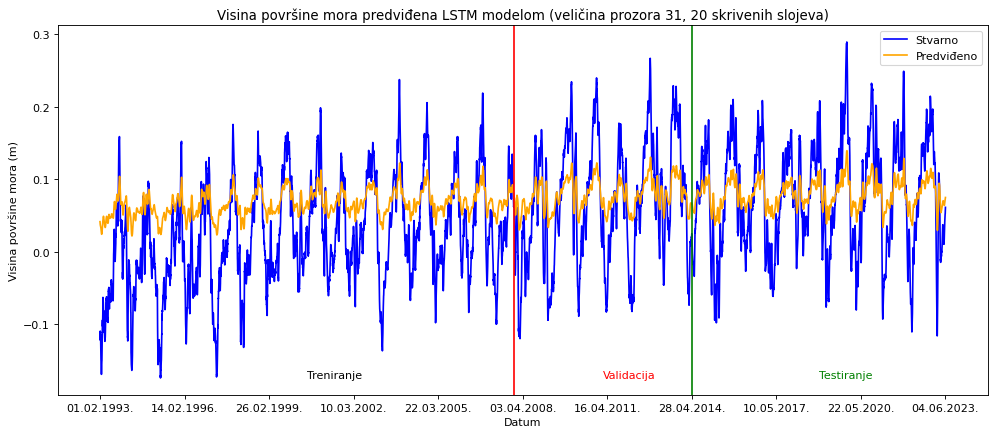 Visina površine mora predviđena LSTM modelom (veličina prozora 31, 20 skrivenih slojeva)
Stvarno
Predviđeno
Visina površine mora (m)
0.3
0.2
0.1
0.0
−0.1
Treniranje
Validacija
Testiranje
01.02.1993. 14.02.1996. 26.02.1999. 10.03.2002. 22.03.2005. 03.04.2008. 16.04.2011. 28.04.2014. 10.05.2017. 22.05.2020. 04.06.2023.
Datum